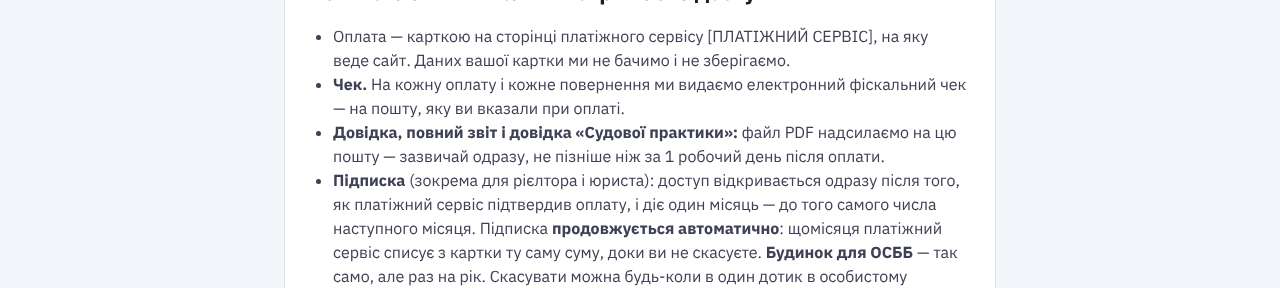 Оплата — карткою на сторінці платіжного сервісу [ПЛАТІЖНИЙ СЕРВІС], на яку
веде сайт. Даних вашої картки ми не бачимо і не зберігаємо.
Чек. На кожну оплату і кожне повернення ми видаємо електронний фіскальний чек
— на пошту, яку ви вказали при оплаті.
Довідка, повний звіт і довідка «Судової практики»: файл PDF надсилаємо на цю
пошту — зазвичай одразу, не пізніше ніж за 1 робочий день після оплати.
Підписка (зокрема для рієлтора і юриста): доступ відкривається одразу після того,
як платіжний сервіс підтвердив оплату, і діє один місяць — до того самого числа
наступного місяця. Підписка продовжується автоматично: щомісяця платіжний
сервіс списує з картки ту саму суму, доки ви не скасуєте. Будинок для ОСББ — так
само, але раз на рік. Скасувати можна будь-коли в один дотик в особистому